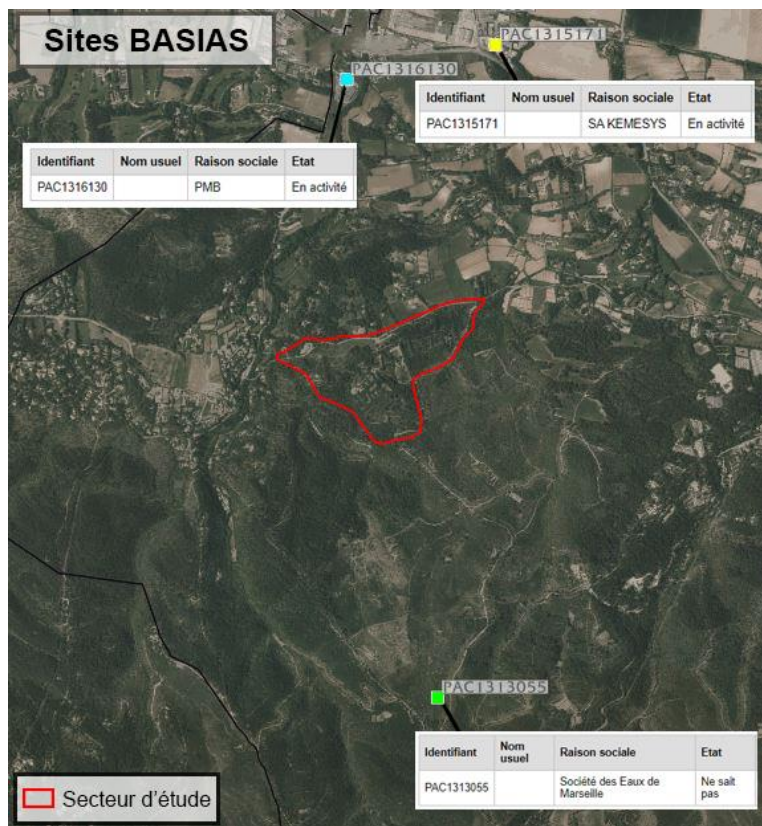 Sites BASIAS
PAC1315171
Identifiant Nom usuel Raison sociale Etat
PAC1315171 SA KEMESYS En activité
PAC1316130
Identifiant Nom usuel Raison sociale Etat
PAC1316130 PMB En activité
PAC1313055
Identifiant Nom usuel Raison sociale Etat
PAC1313055 Société des Eaux de Marseille Ne sait pas
Secteur d'étude